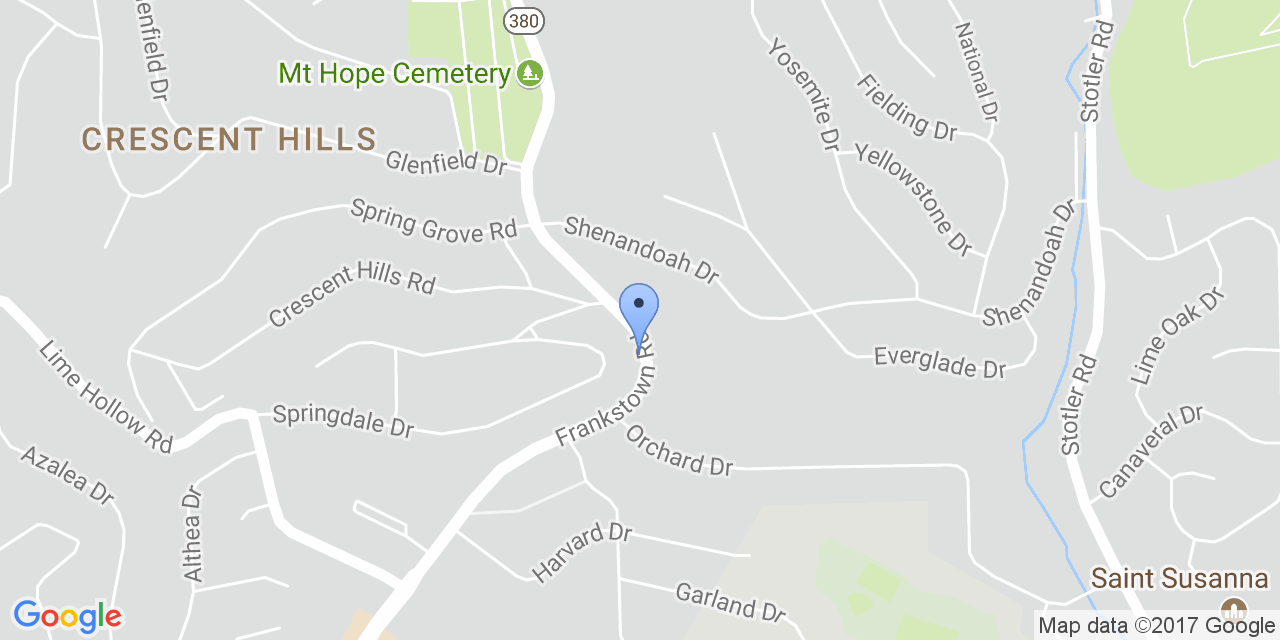 380
Glenfield Dr
Mt Hope Cemetery
CRESCENT HILLS
Glenfield Dr
Yosemite Dr
Fielding Dr
National Dr
Stotler Rd
Yellowstone Dr
Spring Grove Rd
Shenandoah Dr
Shenandoah Dr
Crescent Hills Rd
Lime Oak Dr
Lime Hollow Rd
Everglade Dr
Frankstown Rd
Stotler Rd
Springdale Dr
Canaveral Dr
Orchard Dr
Azalea Dr
Althea Dr
Harvard Dr
Garland Dr
Saint Susanna
Google
Map data ©2017 Google